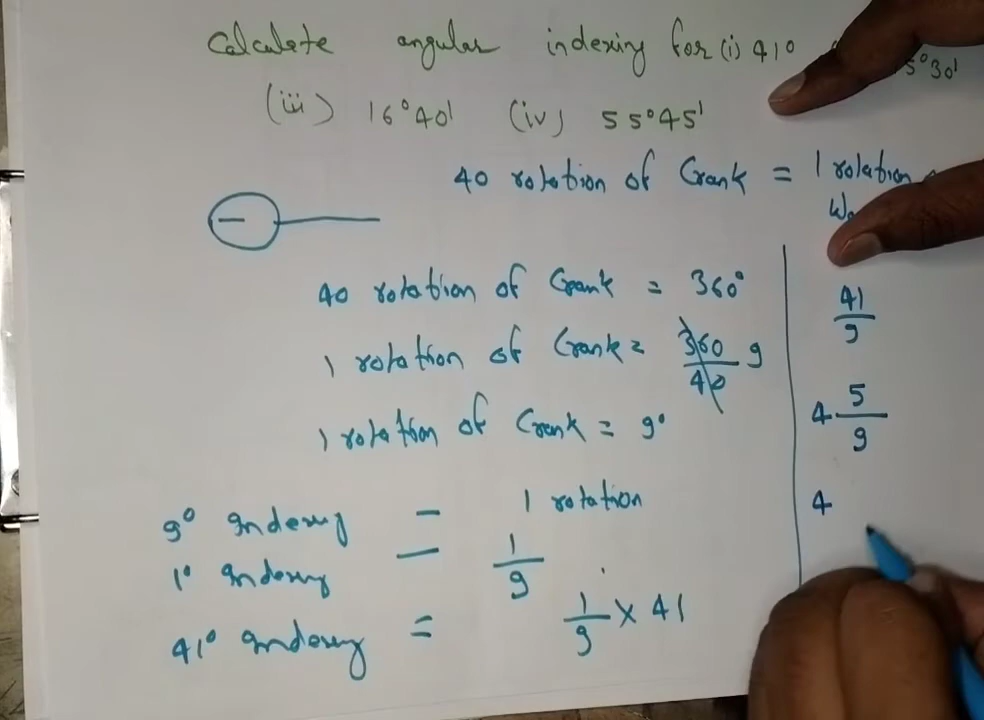 Calculate angular indexing for (i) 41° 5°30'
(iii) 16°40' (iv) 55°45'
40 rotation of Crank = 1 rotation
40 rotation of Crank = 360°
1 rotation of Crank = 360/40 9
1 rotation of Crank = 9°
9° Indexing = 1 rotation
1° Indexing = 1/9
41° Indexing = 1/9 × 41
41/9
4 5/9
4